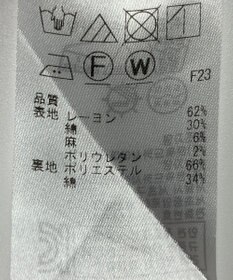 F W F23
品質
表地 レーヨン 62%
綿 30%
麻 6%
ポリウレタン 2%
裏地 ポリエステル 66%
綿 34%